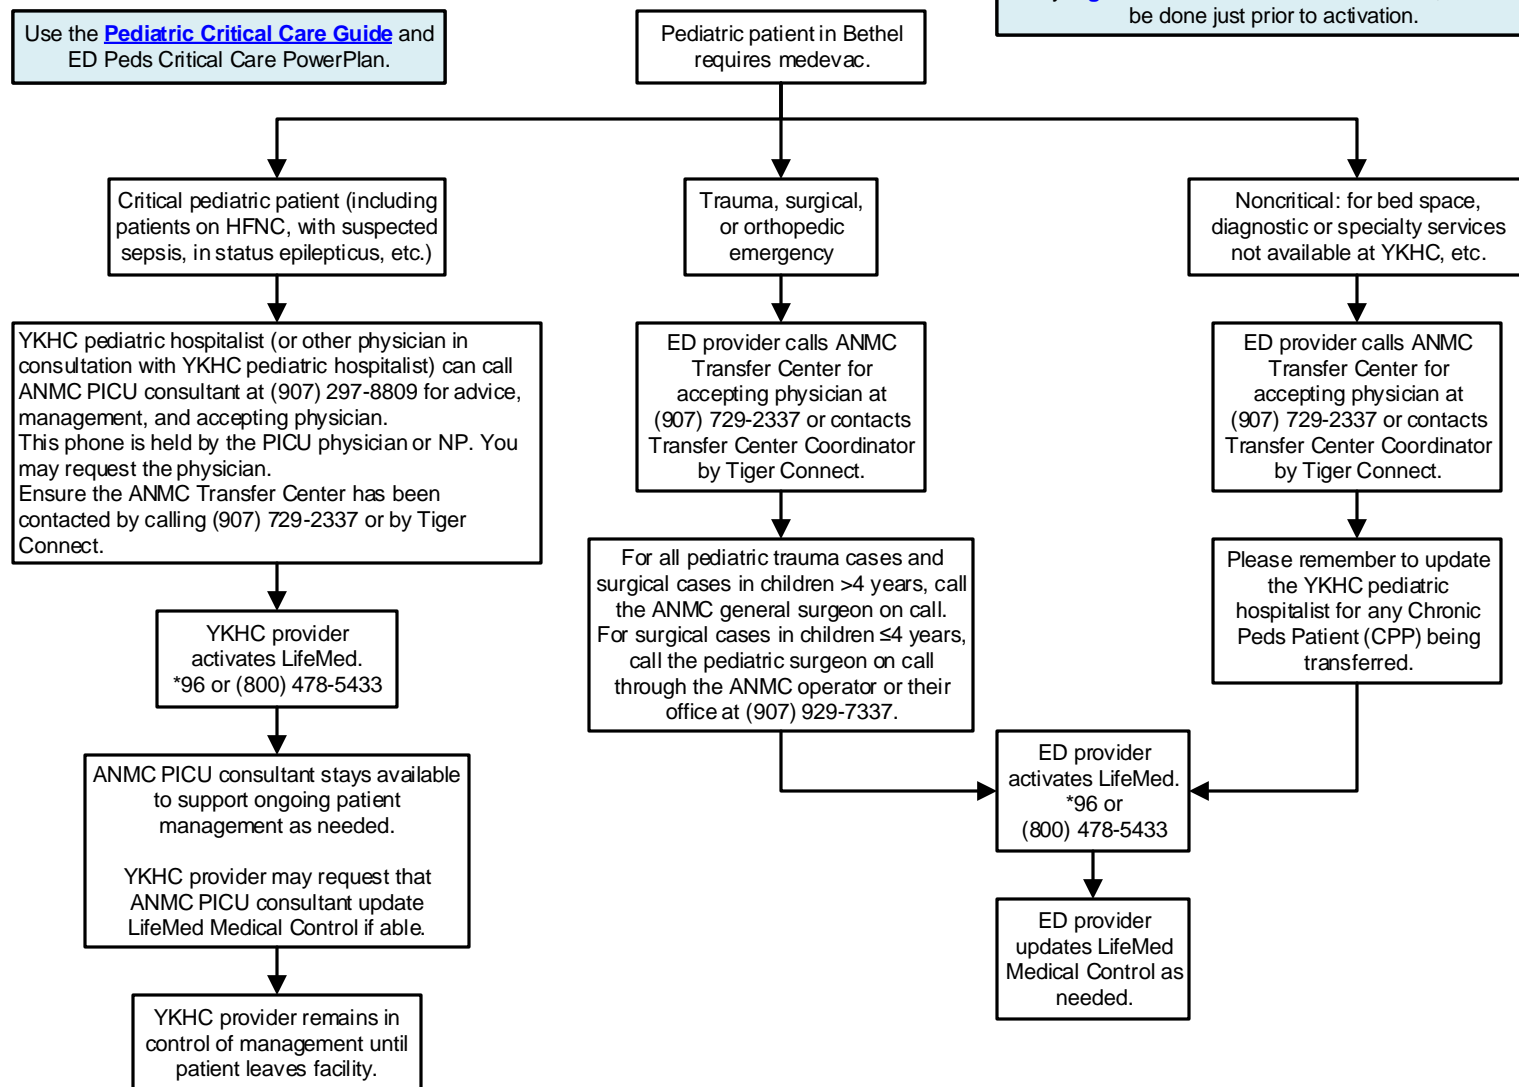 Use the Pediatric Critical Care Guide and
ED Peds Critical Care PowerPlan.
Pediatric patient in Bethel
requires medevac.
be done just prior to activation.
Critical pediatric patient (including
patients on HFNC, with suspected
sepsis, in status epilepticus, etc.)
Trauma, surgical,
or orthopedic
emergency
Noncritical: for bed space,
diagnostic or specialty services
not available at YKHC, etc.
YKHC pediatric hospitalist (or other physician in
consultation with YKHC pediatric hospitalist) can call
ANMC PICU consultant at (907) 297-8809 for advice,
management, and accepting physician.
This phone is held by the PICU physician or NP. You
may request the physician.
Ensure the ANMC Transfer Center has been
contacted by calling (907) 729-2337 or by Tiger
Connect.
ED provider calls ANMC
Transfer Center for
accepting physician at
(907) 729-2337 or contacts
Transfer Center Coordinator
by Tiger Connect.
ED provider calls ANMC
Transfer Center for
accepting physician at
(907) 729-2337 or contacts
Transfer Center Coordinator
by Tiger Connect.
For all pediatric trauma cases and
surgical cases in children >4 years, call
the ANMC general surgeon on call.
For surgical cases in children ≤4 years,
call the pediatric surgeon on call
through the ANMC operator or their
office at (907) 929-7337.
Please remember to update
the YKHC pediatric
hospitalist for any Chronic
Peds Patient (CPP) being
transferred.
YKHC provider
activates LifeMed.
*96 or (800) 478-5433
ANMC PICU consultant stays available
to support ongoing patient
management as needed.
YKHC provider may request that
ANMC PICU consultant update
LifeMed Medical Control if able.
YKHC provider remains in
control of management until
patient leaves facility.
ED provider
activates LifeMed.
*96 or
(800) 478-5433
ED provider
updates LifeMed
Medical Control as
needed.